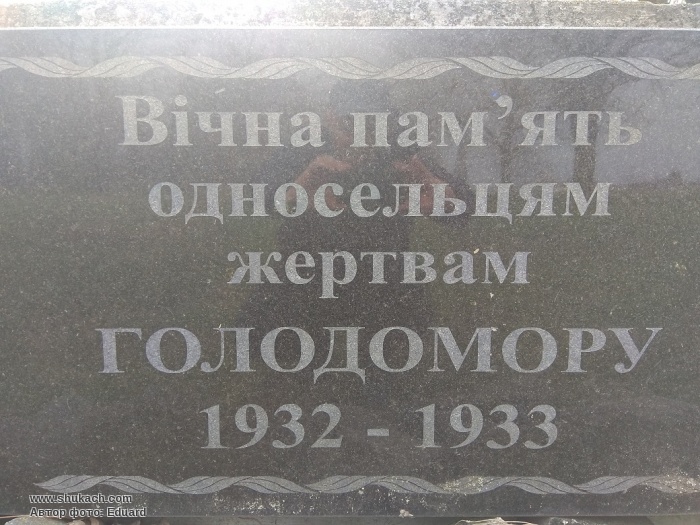 Вічна пам’ять
односельцям
жертвам
ГОЛОДОМОРУ
1932 - 1933
www.shukach.com
Автор фото: Eduard